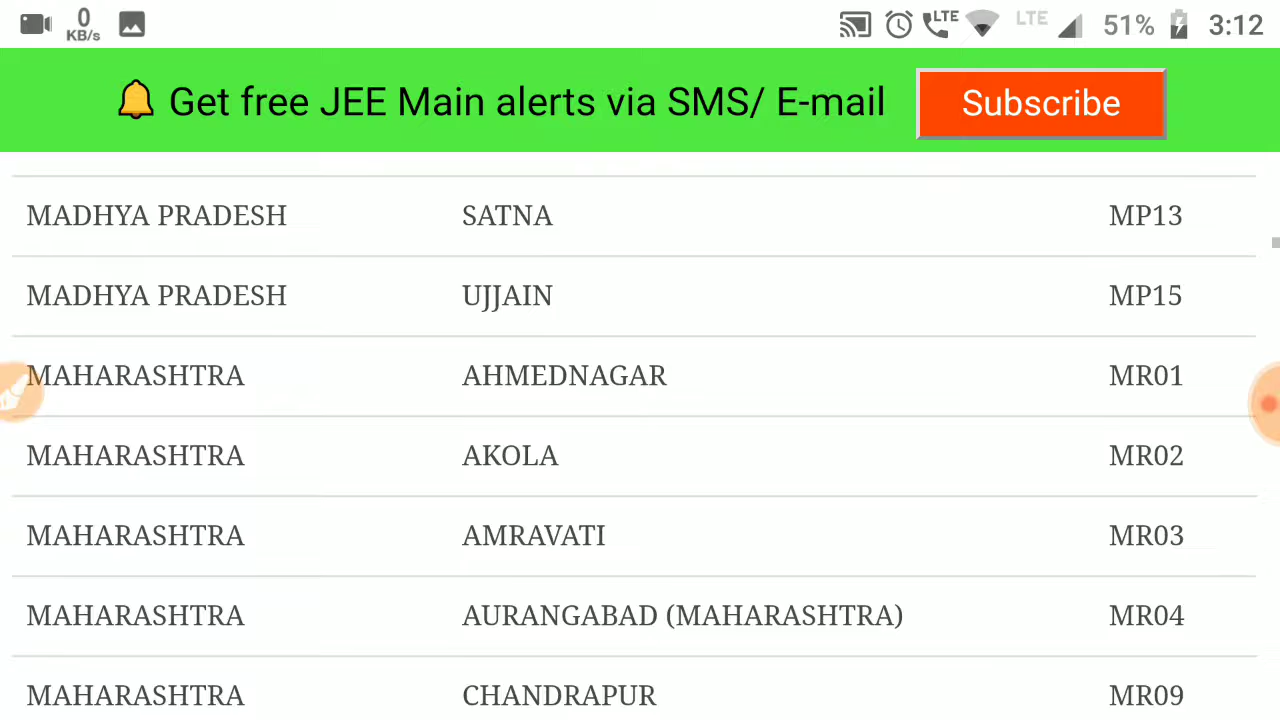 0 KB/s LTE LTE 51% 3:12
Get free JEE Main alerts via SMS/ E-mail Subscribe
MADHYA PRADESH SATNA MP13
MADHYA PRADESH UJJAIN MP15
MAHARASHTRA AHMEDNAGAR MR01
MAHARASHTRA AKOLA MR02
MAHARASHTRA AMRAVATI MR03
MAHARASHTRA AURANGABAD (MAHARASHTRA) MR04
MAHARASHTRA CHANDRAPUR MR09